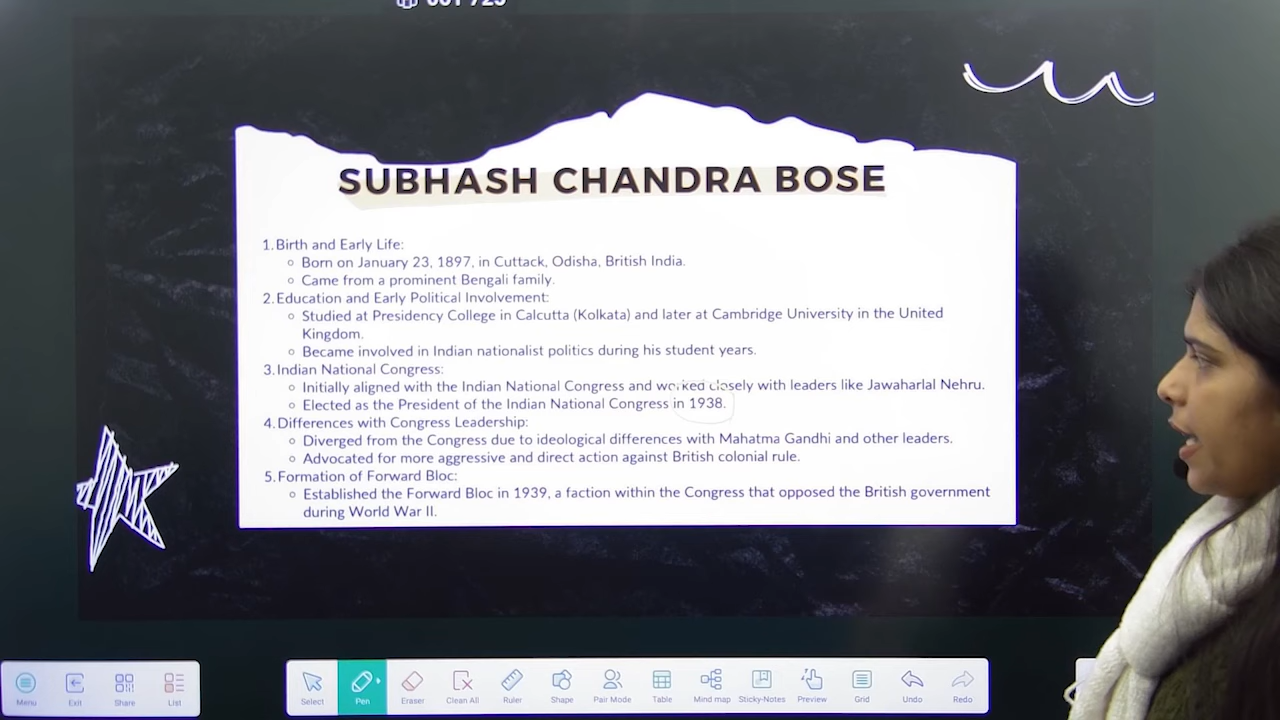 SUBHASH CHANDRA BOSE
1. Birth and Early Life:
Born on January 23, 1897, in Cuttack, Odisha, British India.
Came from a prominent Bengali family.
2. Education and Early Political Involvement:
Studied at Presidency College in Calcutta (Kolkata) and later at Cambridge University in the United
Kingdom.
Became involved in Indian nationalist politics during his student years.
3. Indian National Congress:
Initially aligned with the Indian National Congress and worked closely with leaders like Jawaharlal Nehru.
Elected as the President of the Indian National Congress in 1938.
4. Differences with Congress Leadership:
Diverged from the Congress due to ideological differences with Mahatma Gandhi and other leaders.
Advocated for more aggressive and direct action against British colonial rule.
5. Formation of Forward Bloc:
Established the Forward Bloc in 1939, a faction within the Congress that opposed the British government
during World War II.
Menu Exit Share List Select Pen Eraser Clean All Ruler Shape Pair Mode Table Mind map Sticky-Notes Preview Grid Undo Redo